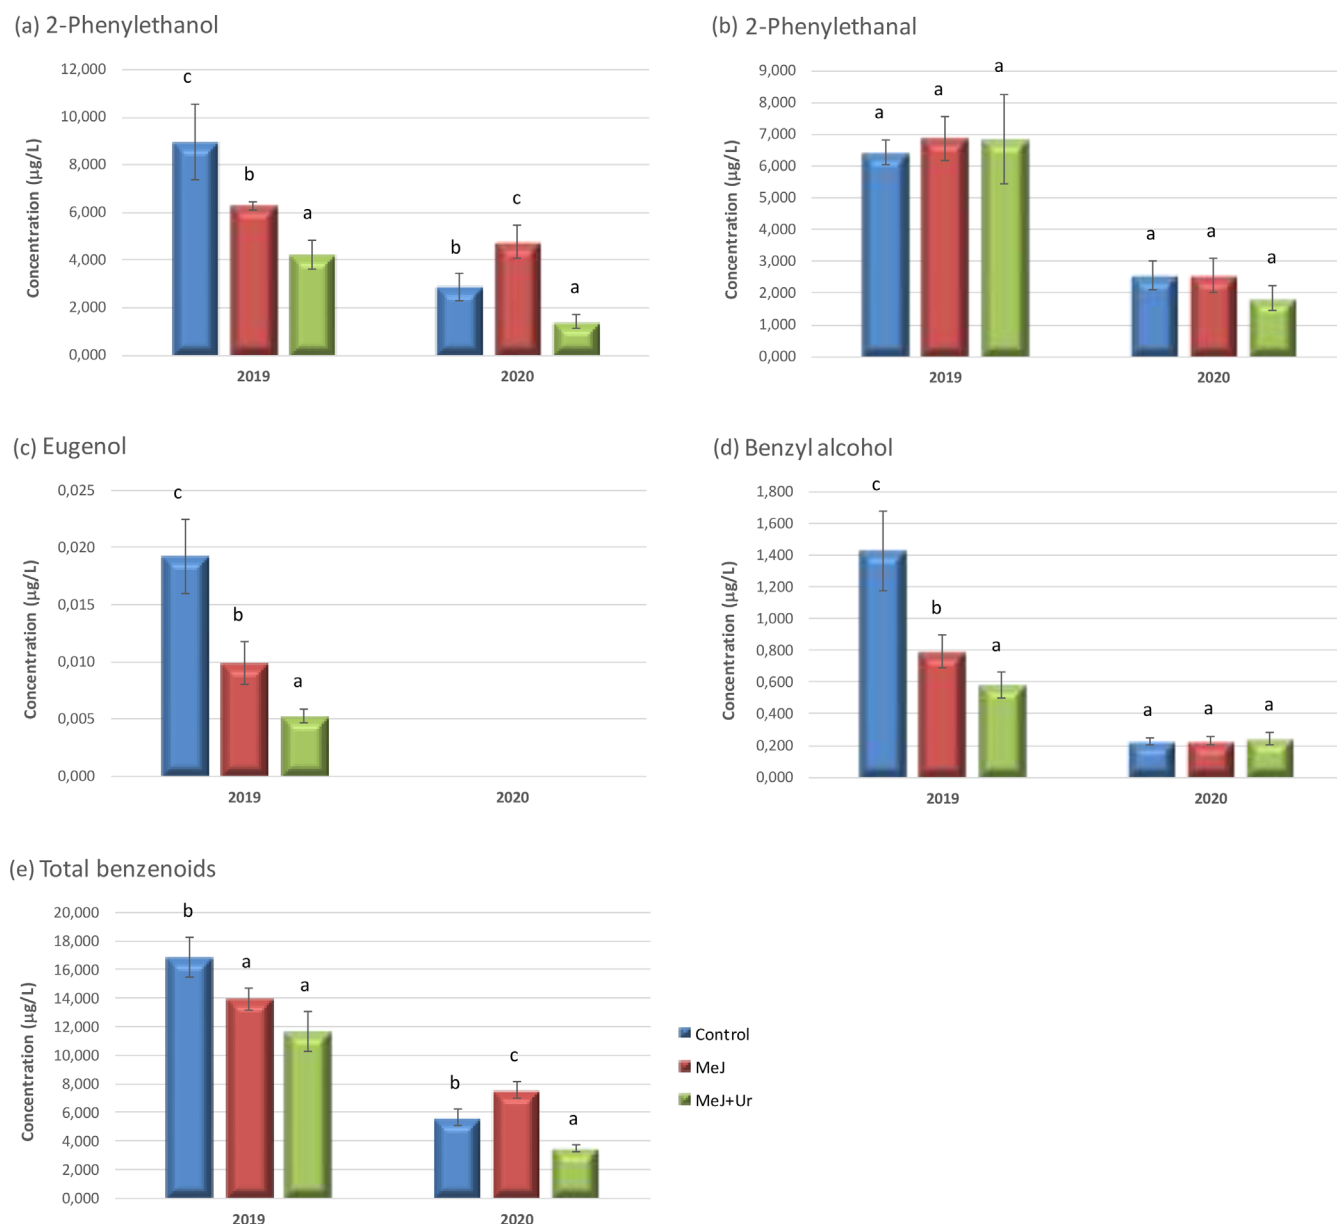 (a) 2-Phenylethanol
Concentration (µg/L)
12,000
10,000
8,000
6,000
4,000
2,000
0,000
c
b
a
b
c
a
2019
2020
(b) 2-Phenylethanal
Concentration (µg/L)
9,000
8,000
7,000
6,000
5,000
4,000
3,000
2,000
1,000
0,000
a
a
a
a
a
a
2019
2020
(c) Eugenol
Concentration (µg/L)
0,025
0,020
0,015
0,010
0,005
0,000
c
b
a
2019
2020
(d) Benzyl alcohol
Concentration (µg/L)
1,800
1,600
1,400
1,200
1,000
0,800
0,600
0,400
0,200
0,000
c
b
a
a
a
a
2019
2020
(e) Total benzenoids
Concentration (µg/L)
20,000
18,000
16,000
14,000
12,000
10,000
8,000
6,000
4,000
2,000
0,000
b
a
a
b
c
a
2019
2020
Control
MeJ
MeJ+Ur